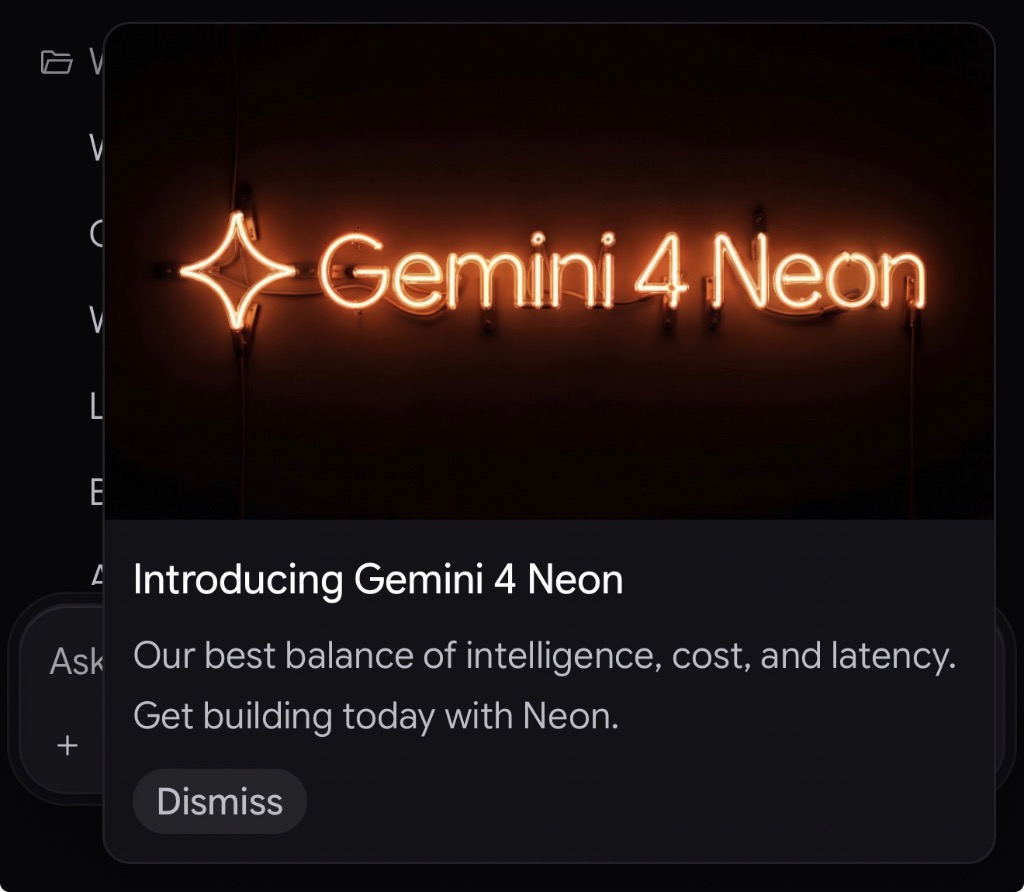 Gemini 4 Neon
Introducing Gemini 4 Neon
Our best balance of intelligence, cost, and latency.
Get building today with Neon.
Ask
Dismiss